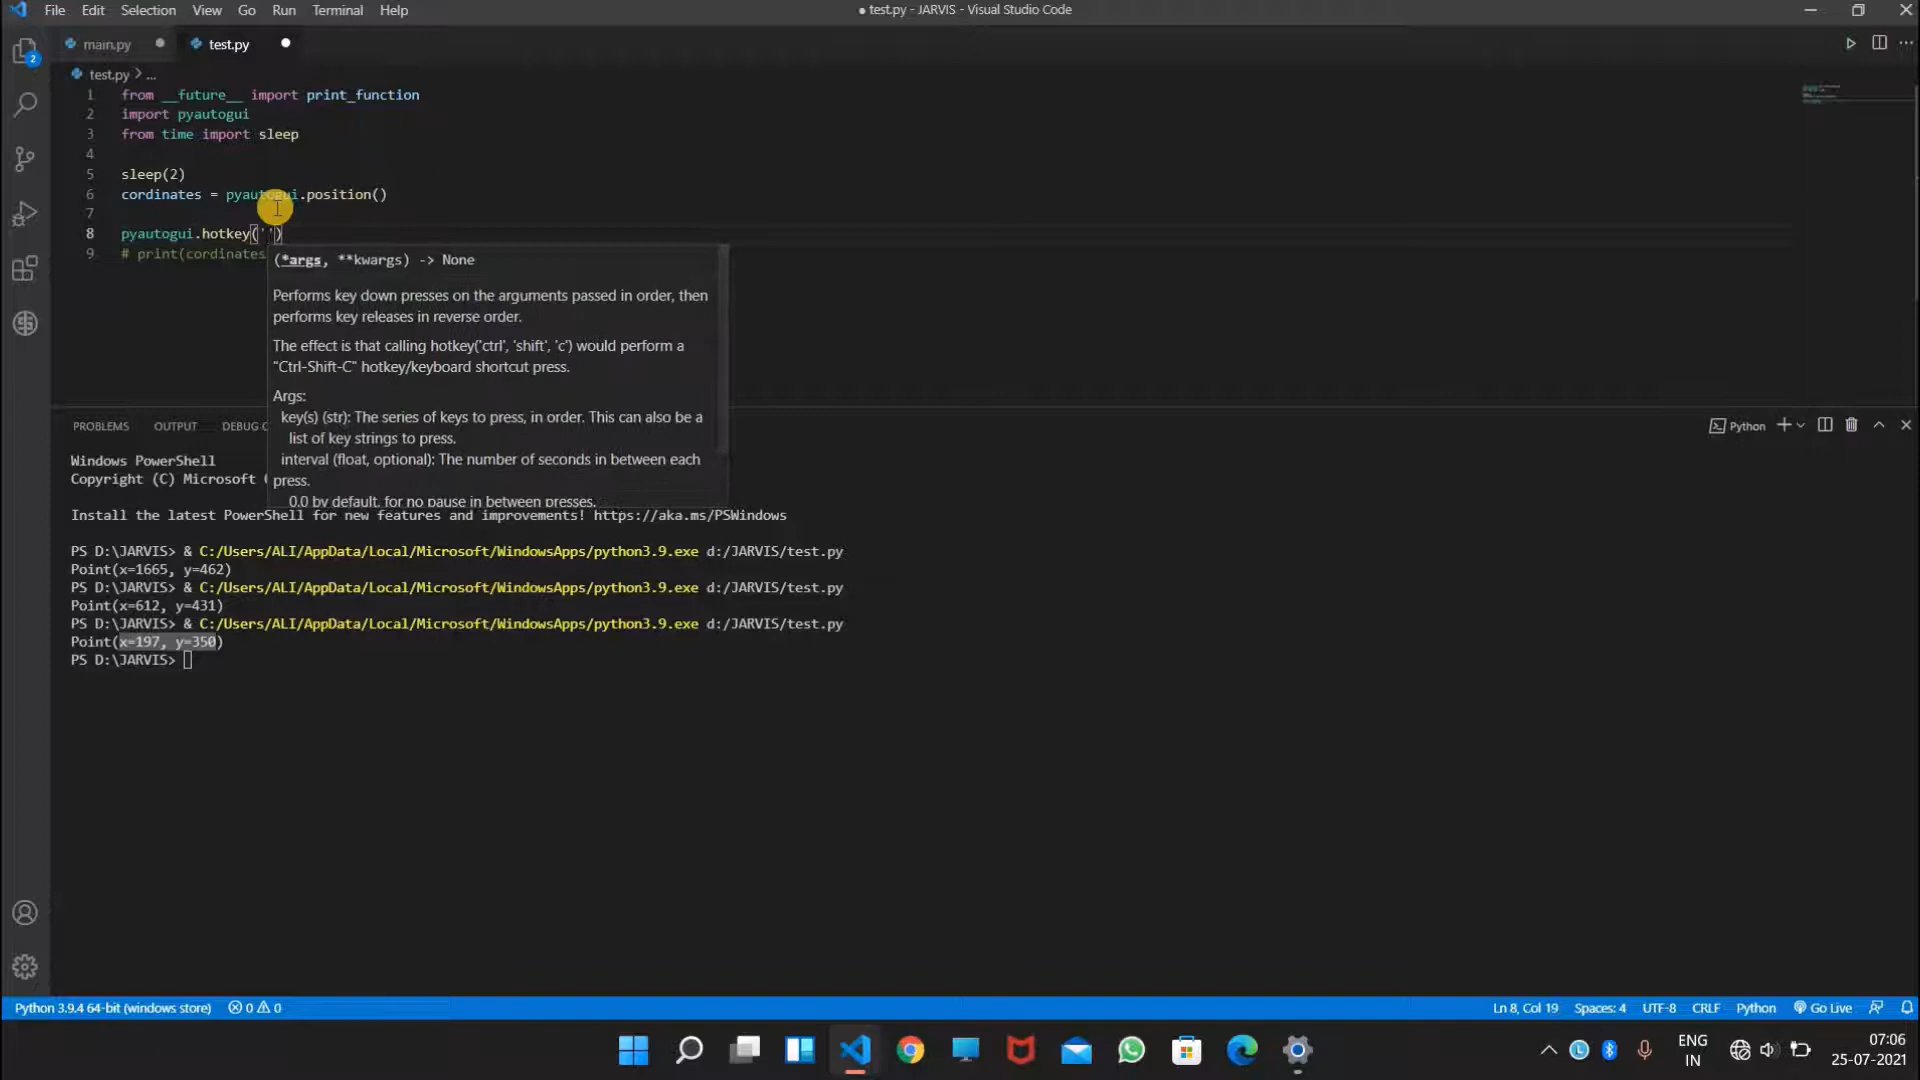 File Edit Selection View Go Run Terminal Help
● test.py - JARVIS - Visual Studio Code
main.py
test.py
test.py > ...
1 from __future__ import print_function
2 import pyautogui
3 from time import sleep
4
5 sleep(2)
6 cordinates = pyautogui.position()
7
8 pyautogui.hotkey('')
9 # print(cordinates
(*args, **kwargs) -> None
Performs key down presses on the arguments passed in order, then
performs key releases in reverse order.
The effect is that calling hotkey('ctrl', 'shift', 'c') would perform a
"Ctrl-Shift-C" hotkey/keyboard shortcut press.
Args:
key(s) (str): The series of keys to press, in order. This can also be a
list of key strings to press.
interval (float, optional): The number of seconds in between each
press.
0.0 by default, for no pause in between presses.
PROBLEMS OUTPUT DEBUG C
Python
Windows PowerShell
Copyright (C) Microsoft
Install the latest PowerShell for new features and improvements! https://aka.ms/PSWindows
PS D:\JARVIS> & C:/Users/ALI/AppData/Local/Microsoft/WindowsApps/python3.9.exe d:/JARVIS/test.py
Point(x=1665, y=462)
PS D:\JARVIS> & C:/Users/ALI/AppData/Local/Microsoft/WindowsApps/python3.9.exe d:/JARVIS/test.py
Point(x=612, y=431)
PS D:\JARVIS> & C:/Users/ALI/AppData/Local/Microsoft/WindowsApps/python3.9.exe d:/JARVIS/test.py
Point(x=197, y=350)
PS D:\JARVIS>
2
Python 3.9.4 64-bit (windows store) 0 0
Ln 8, Col 19 Spaces: 4 UTF-8 CRLF Python Go Live
ENG
IN
07:06
25-07-2021